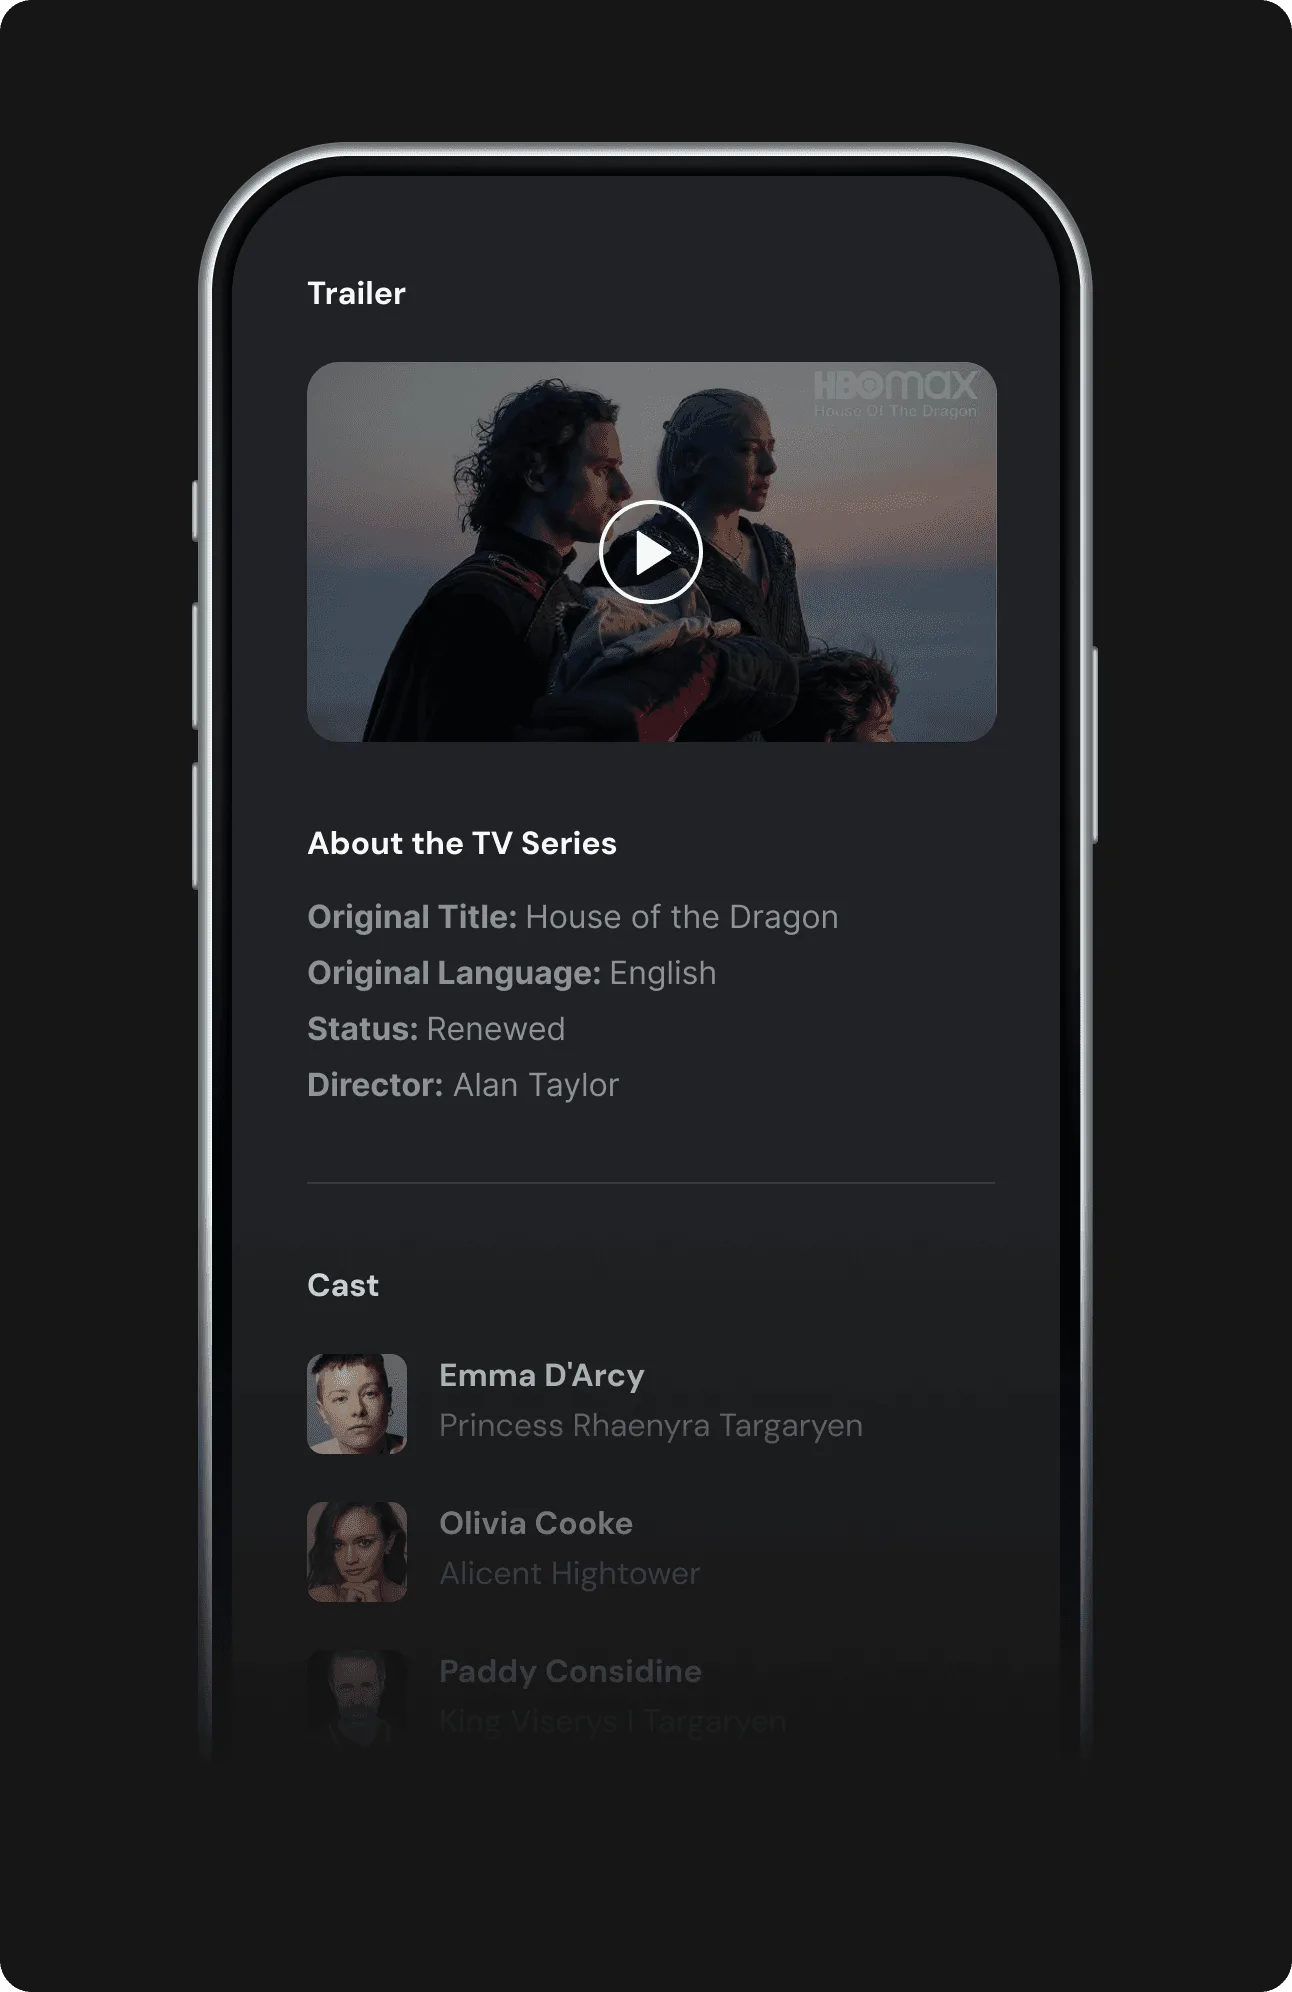 Trailer
HBOmax
House Of The Dragon
About the TV Series
Original Title: House of the Dragon
Original Language: English
Status: Renewed
Director: Alan Taylor
Cast
Emma D'Arcy
Princess Rhaenyra Targaryen
Olivia Cooke
Alicent Hightower
Paddy Considine
King Viserys I Targaryen